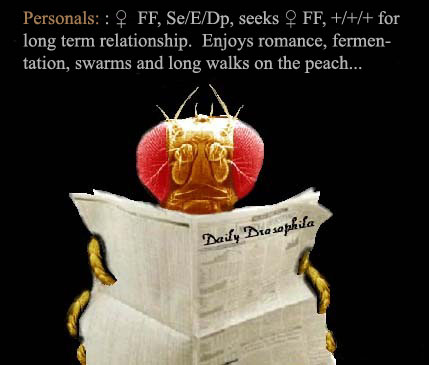 Personals: : ♀ FF, Se/E/Dp, seeks ♀ FF, +/+/+ for
long term relationship. Enjoys romance, fermen-
tation, swarms and long walks on the peach...
Daily Drosophila